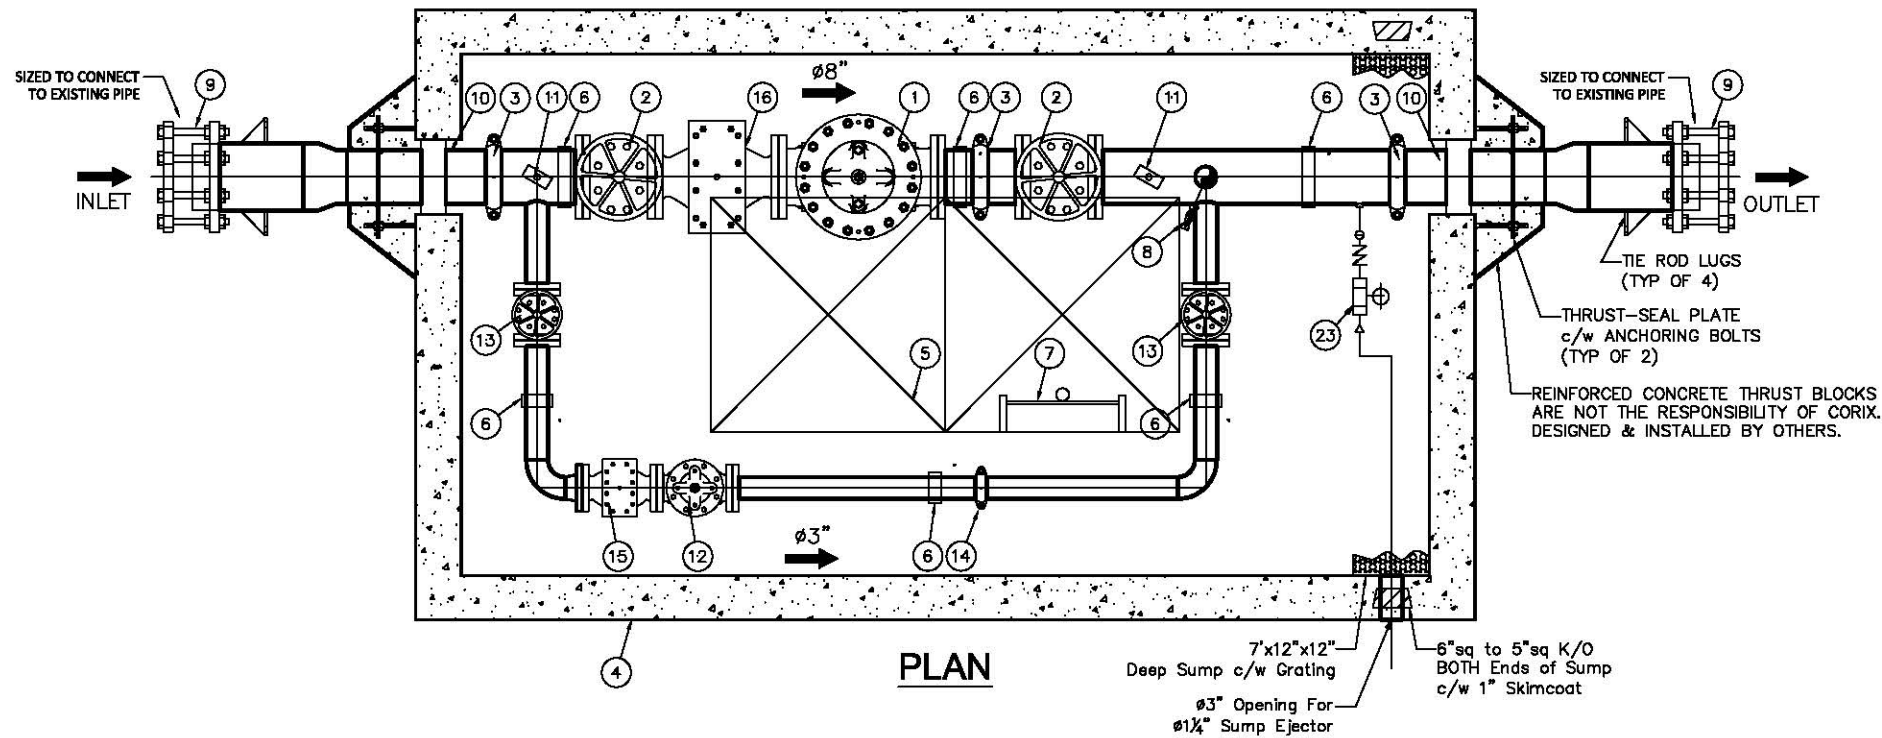 SIZED TO CONNECT
TO EXISTING PIPE
9
10
3
11
6
2
16
Ø8"
1
6
3
2
11
6
3
10
SIZED TO CONNECT
TO EXISTING PIPE
9
INLET
OUTLET
8
TIE ROD LUGS
(TYP OF 4)
13
5
7
13
23
THRUST-SEAL PLATE
c/w ANCHORING BOLTS
(TYP OF 2)
6
6
REINFORCED CONCRETE THRUST BLOCKS
ARE NOT THE RESPONSIBILITY OF CORIX.
DESIGNED & INSTALLED BY OTHERS.
15
12
Ø3"
6
14
4
PLAN
7'x12"x12"
Deep Sump c/w Grating
Ø3" Opening For
Ø1¼" Sump Ejector
6"sq to 5"sq K/O
BOTH Ends of Sump
c/w 1" Skimcoat